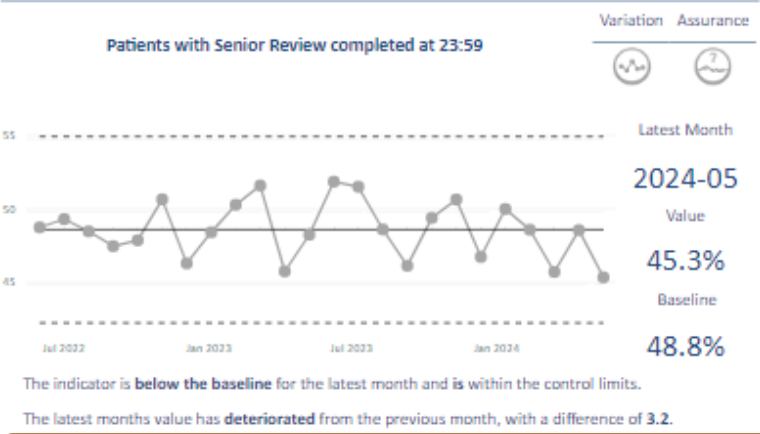 Variation Assurance
Patients with Senior Review completed at 23:59
?
Latest Month
55
2024-05
Value
50
45.3%
45
Baseline
48.8%
Jul 2022 Jan 2023 Jul 2023 Jan 2024
The indicator is below the baseline for the latest month and is within the control limits.
The latest months value has deteriorated from the previous month, with a difference of 3.2.